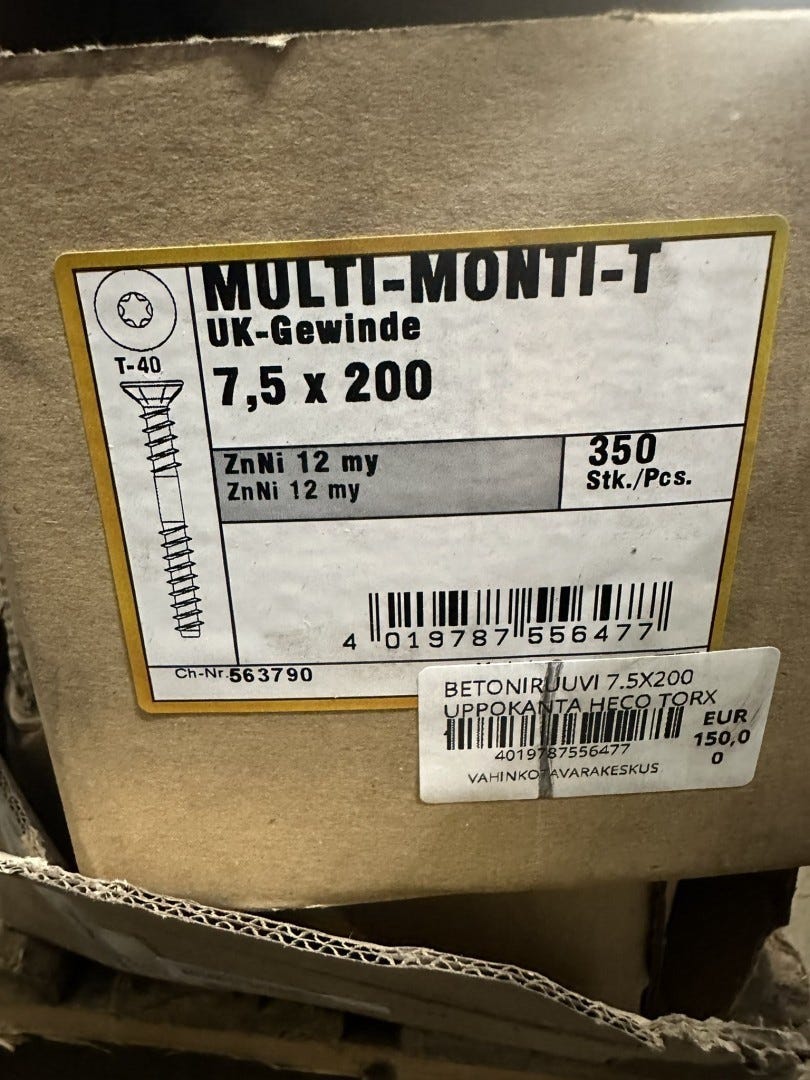 MULTI-MONTI-T
UK-Gewinde
T-40
7,5 x 200
ZnNi 12 my
ZnNi 12 my
350
Stk./Pcs.
4 019787 556477
Ch-Nr.563790
BETONIRUUVI 7.5X200
UPPOKANTA HECO TORX
4019787556477
EUR
150,0
0
VAHINKOTAVARAKESKUS